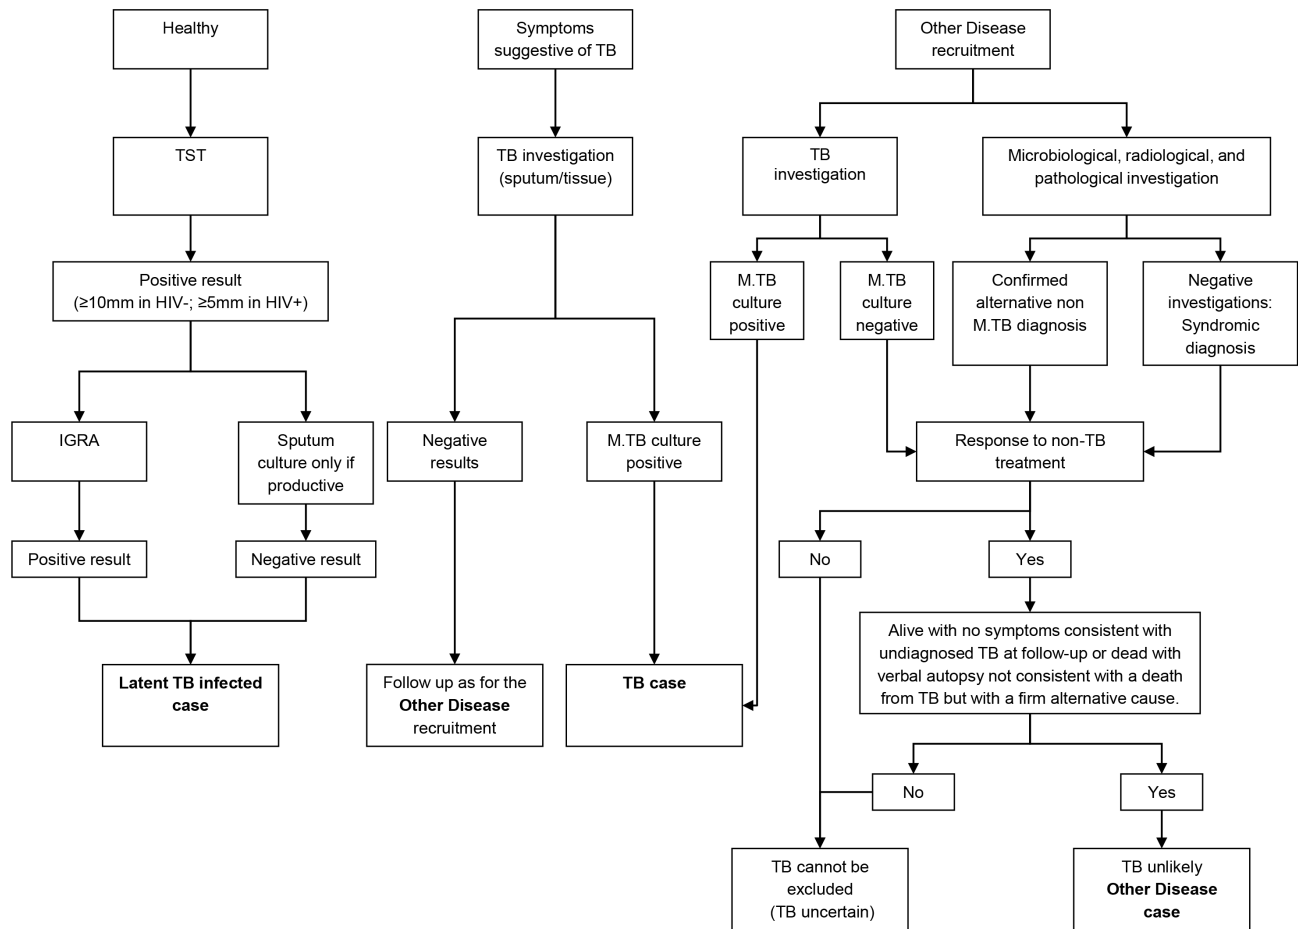 Healthy
Symptoms
suggestive of TB
Other Disease
recruitment
TST
TB investigation
(sputum/tissue)
TB
investigation
Microbiological, radiological, and
pathological investigation
Positive result
(≥10mm in HIV-; ≥5mm in HIV+)
M.TB
culture
positive
M.TB
culture
negative
Confirmed
alternative non
M.TB diagnosis
Negative
investigations:
Syndromic
diagnosis
IGRA
Sputum
culture only if
productive
Negative
results
M.TB culture
positive
Response to non-TB
treatment
Positive result
Negative result
No
Yes
Alive with no symptoms consistent with
undiagnosed TB at follow-up or dead with
verbal autopsy not consistent with a death
from TB but with a firm alternative cause.
Latent TB infected
case
Follow up as for the
Other Disease
recruitment
TB case
No
Yes
TB cannot be
excluded
(TB uncertain)
TB unlikely
Other Disease
case